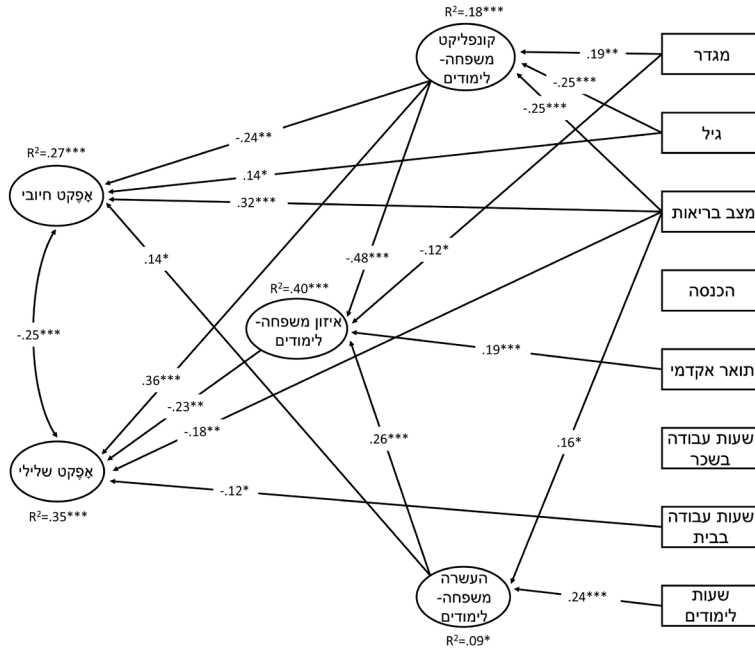 R²=.18***
קונפליקט
משפחה-
לימודים
.19**
מגדר
-.25***
-.25***
גיל
-.24**
R²=.27***
אָפֶקט חיובי
.14*
.32***
מצב בריאות
-.12*
.14*
-.48***
R²=.40***
איזון משפחה-
לימודים
הכנסה
-.25***
.19***
תואר אקדמי
.36***
-.23**
-.18**
.26***
.16*
שעות עבודה
בשכר
אָפֶקט שלילי
R²=.35***
-.12*
שעות עבודה
בבית
העשרה
משפחה-
לימודים
.24***
שעות
לימודים
R²=.09*